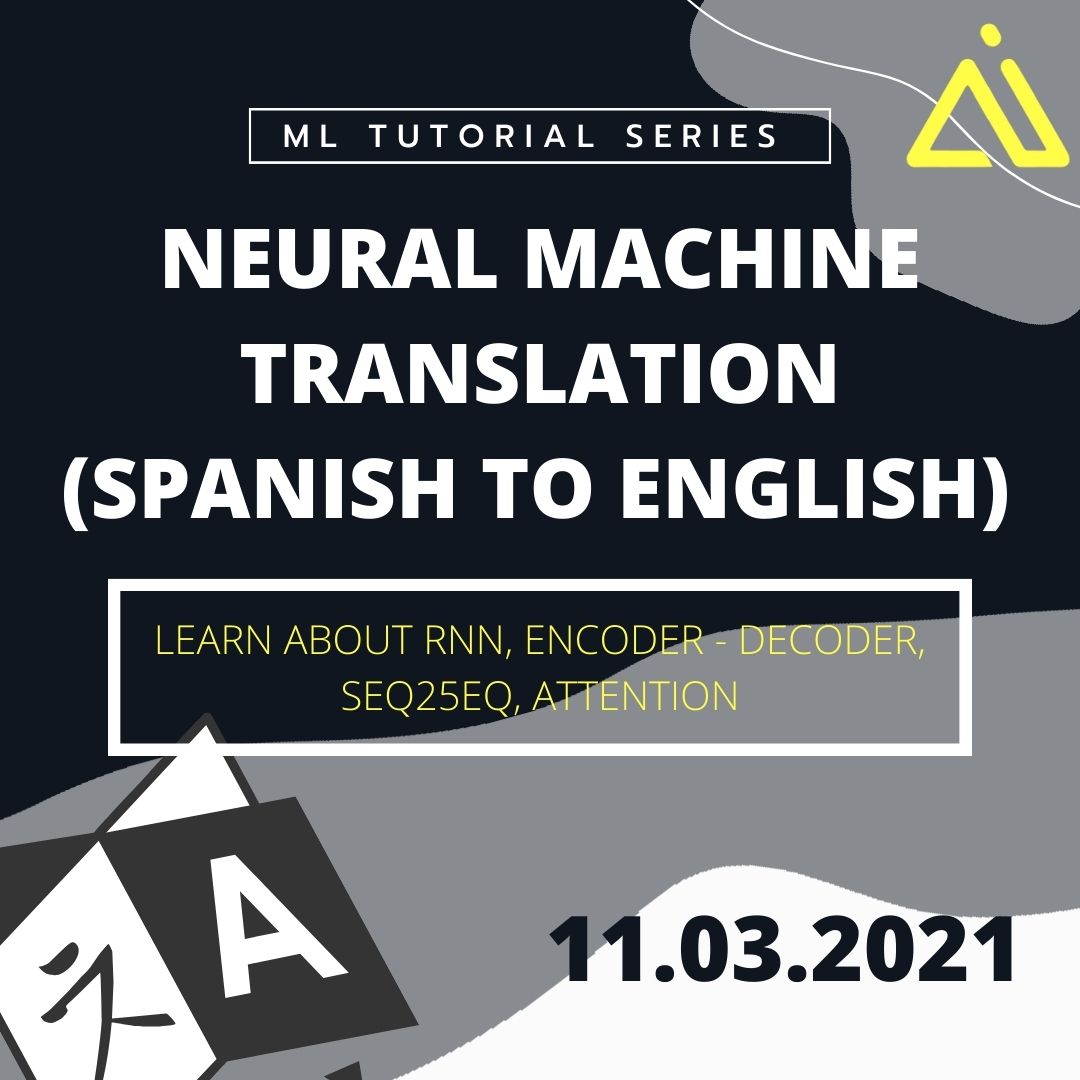 ML TUTORIAL SERIES
NEURAL MACHINE
TRANSLATION
(SPANISH TO ENGLISH)
LEARN ABOUT RNN, ENCODER - DECODER,
SEQ25EQ, ATTENTION
A
11.03.2021